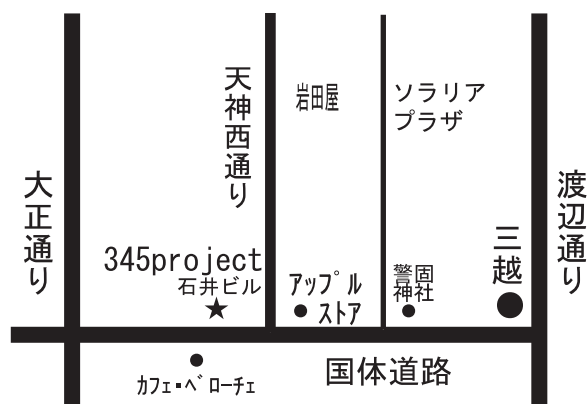 天神西通り
岩田屋
ソラリア
プラザ
大正通り
渡辺通り
三越
345project
石井ビル
アップル
ストア
警固
神社
カフェ・ベローチェ
国体道路